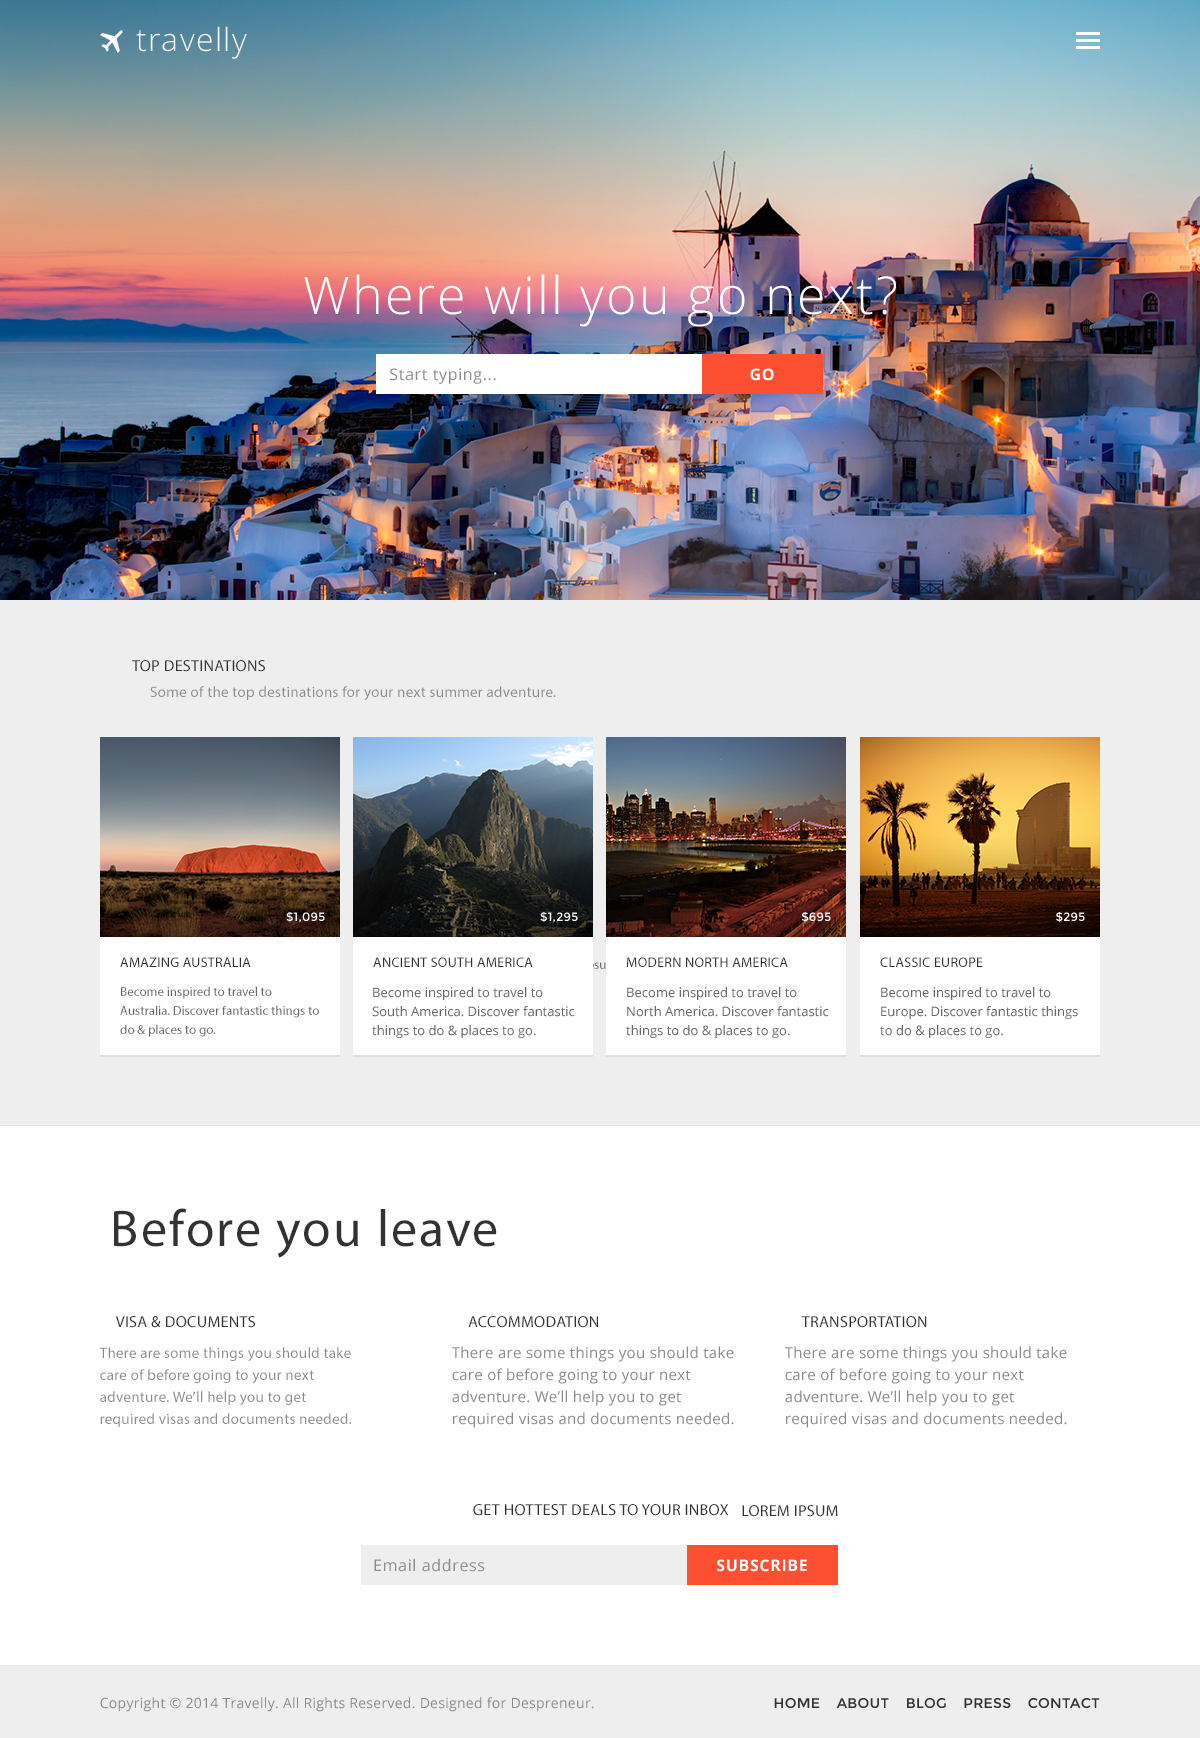 travelly
Where will you go next?
Start typing...
GO
TOP DESTINATIONS
Some of the top destinations for your next summer adventure.
$1,095
$1,295
$695
$295
AMAZING AUSTRALIA
Become inspired to travel to
Australia. Discover fantastic things to
do & places to go.
ANCIENT SOUTH AMERICA
Become inspired to travel to
South America. Discover fantastic
things to do & places to go.
MODERN NORTH AMERICA
Become inspired to travel to
North America. Discover fantastic
things to do & places to go.
CLASSIC EUROPE
Become inspired to travel to
Europe. Discover fantastic things
to do & places to go.
Before you leave
VISA & DOCUMENTS
There are some things you should take
care of before going to your next
adventure. We'll help you to get
required visas and documents needed.
ACCOMMODATION
There are some things you should take
care of before going to your next
adventure. We'll help you to get
required visas and documents needed.
TRANSPORTATION
There are some things you should take
care of before going to your next
adventure. We'll help you to get
required visas and documents needed.
GET HOTTEST DEALS TO YOUR INBOX LOREM IPSUM
Email address
SUBSCRIBE
Copyright © 2014 Travelly. All Rights Reserved. Designed for Despreneur.
HOME ABOUT BLOG PRESS CONTACT